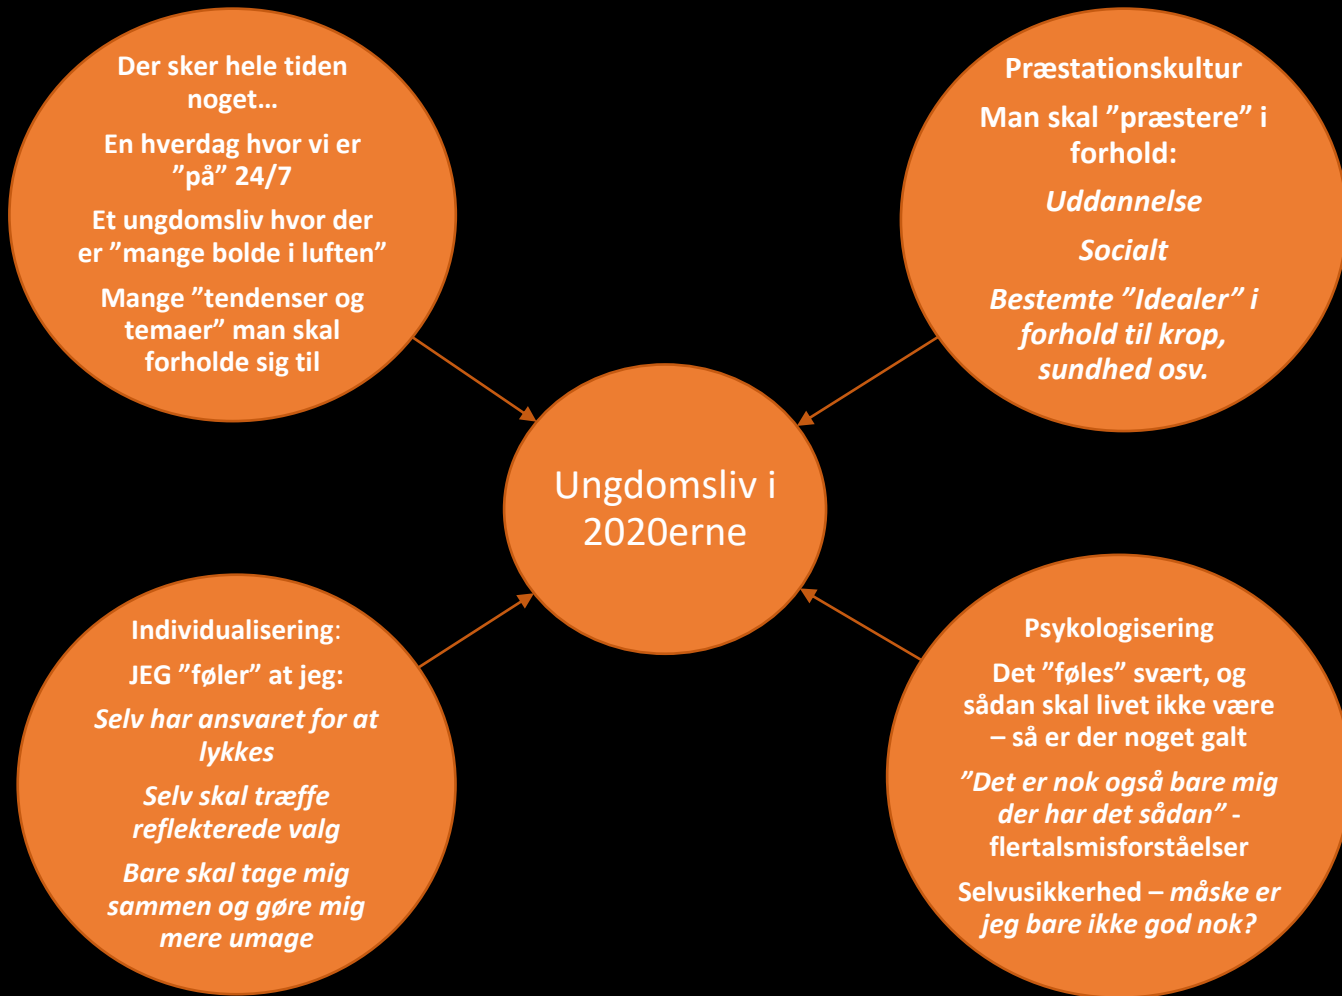 Der sker hele tiden
noget…
En hverdag hvor vi er
”på” 24/7
Et ungdomsliv hvor der
er ”mange bolde i luften”
Mange ”tendenser og
temaer” man skal
forholde sig til
Præstationskultur
Man skal ”præstere” i
forhold:
Uddannelse
Socialt
Bestemte ”Idealer” i
forhold til krop,
sundhed osv.
Ungdomsliv i
2020erne
Individualisering:
JEG ”føler” at jeg:
Selv har ansvaret for at
lykkes
Selv skal træffe
reflekterede valg
Bare skal tage mig
sammen og gøre mig
mere umage
Psykologisering
Det ”føles” svært, og
sådan skal livet ikke være
– så er der noget galt
”Det er nok også bare mig
der har det sådan” -
flertalsmisforståelser
Selvusikkerhed – måske er
jeg bare ikke god nok?